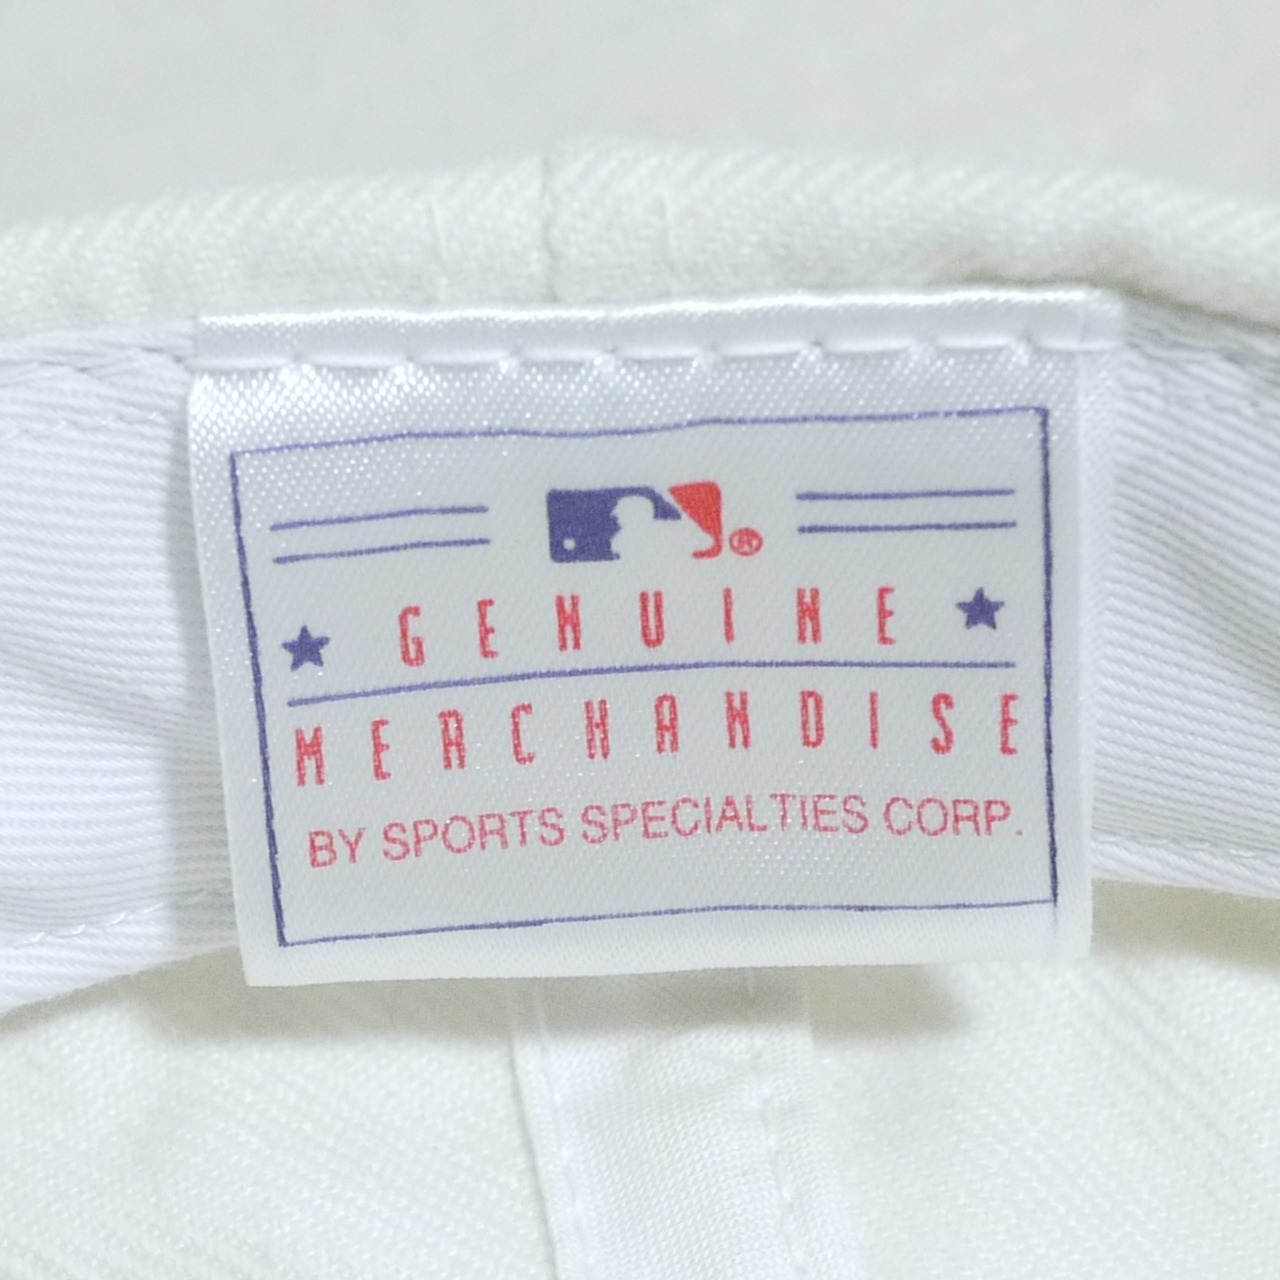 ®
GENUINE
MERCHANDISE
BY SPORTS SPECIALTIES CORP.